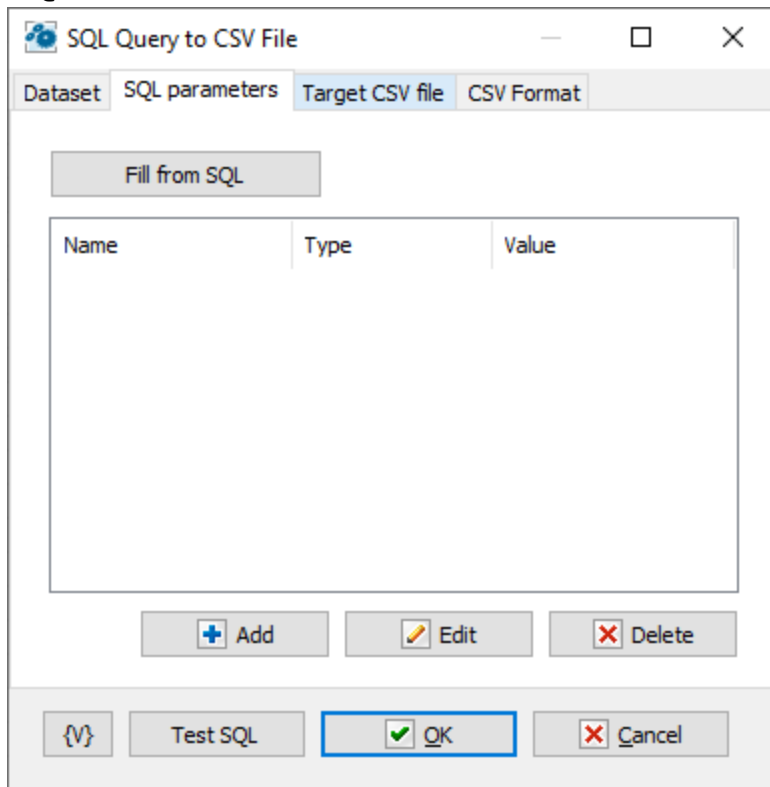 SQL Query to CSV File
Dataset SQL parameters Target CSV file CSV Format
Fill from SQL
Name Type Value
Add Edit Delete
{V} Test SQL OK Cancel